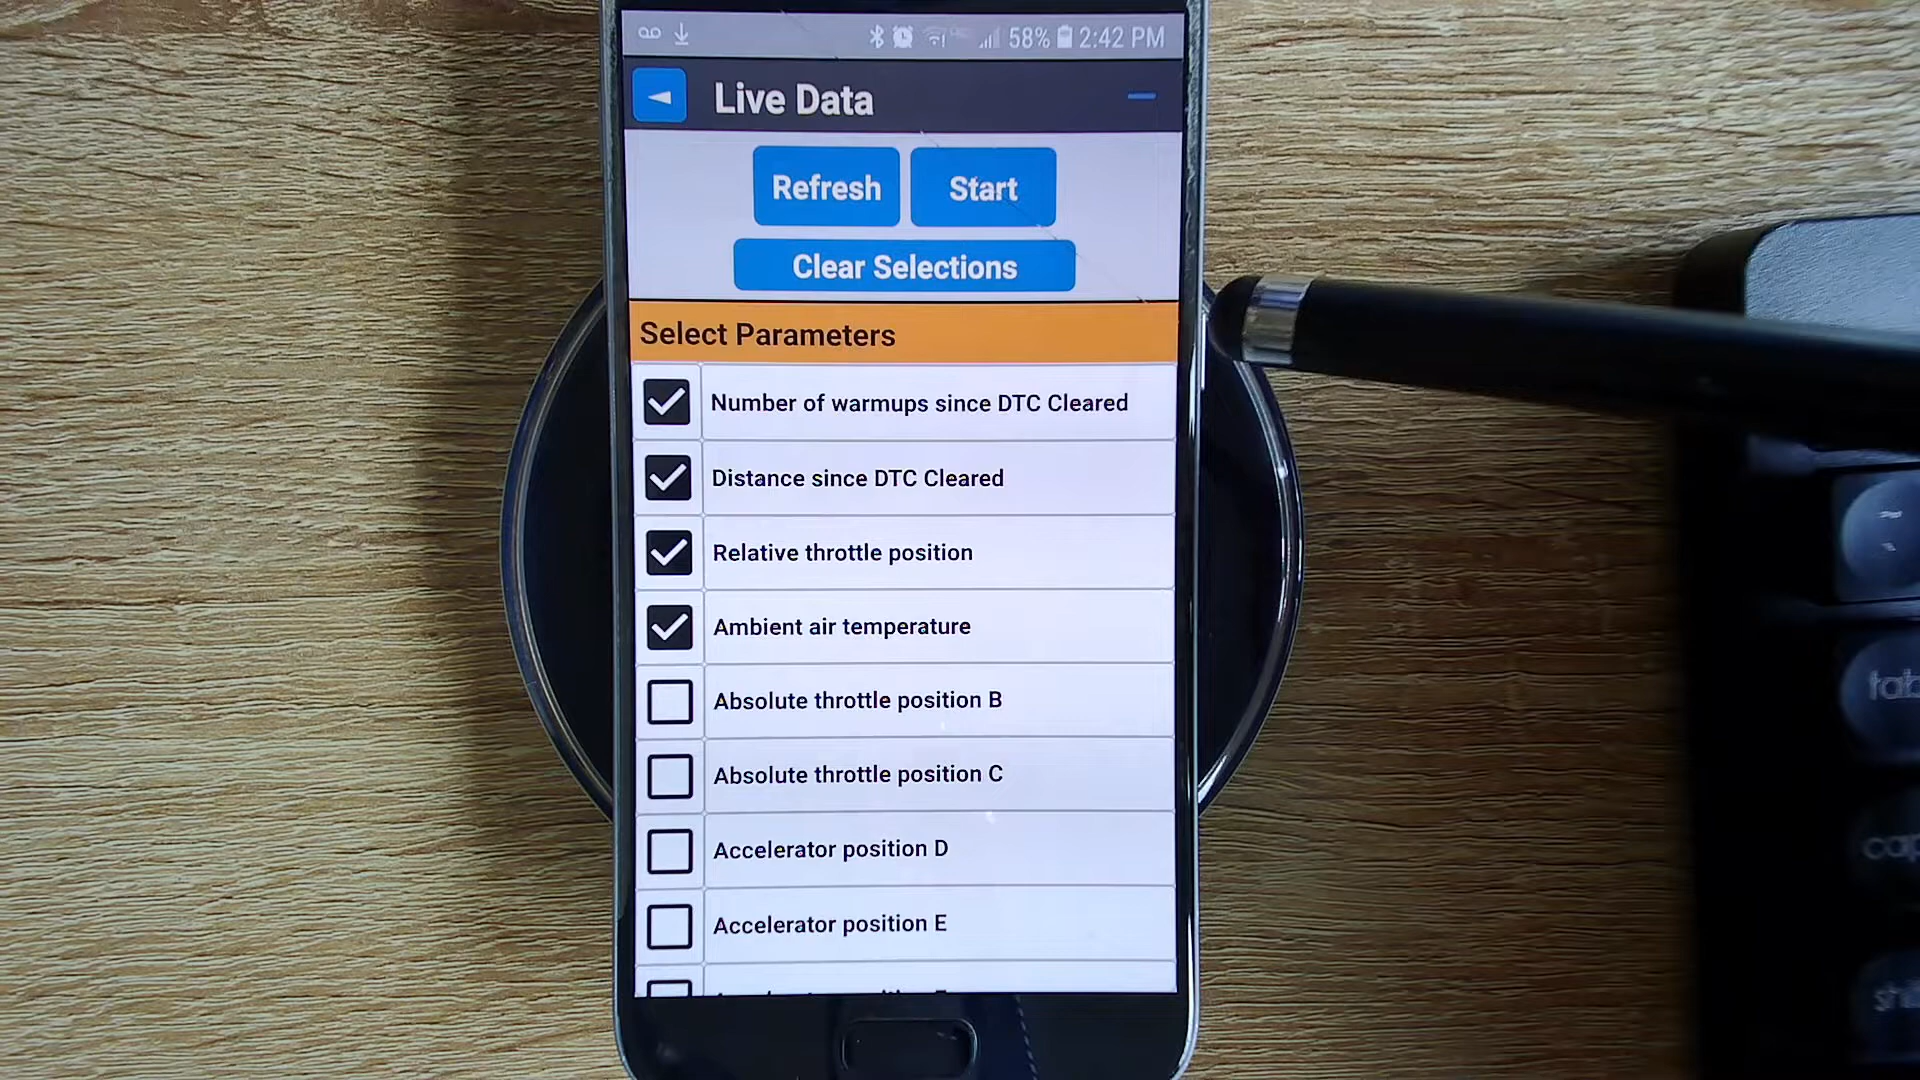 58% 2:42 PM
Live Data
Refresh Start
Clear Selections
Select Parameters
Number of warmups since DTC Cleared
Distance since DTC Cleared
Relative throttle position
Ambient air temperature
Absolute throttle position B
Absolute throttle position C
Accelerator position D
Accelerator position E
tab